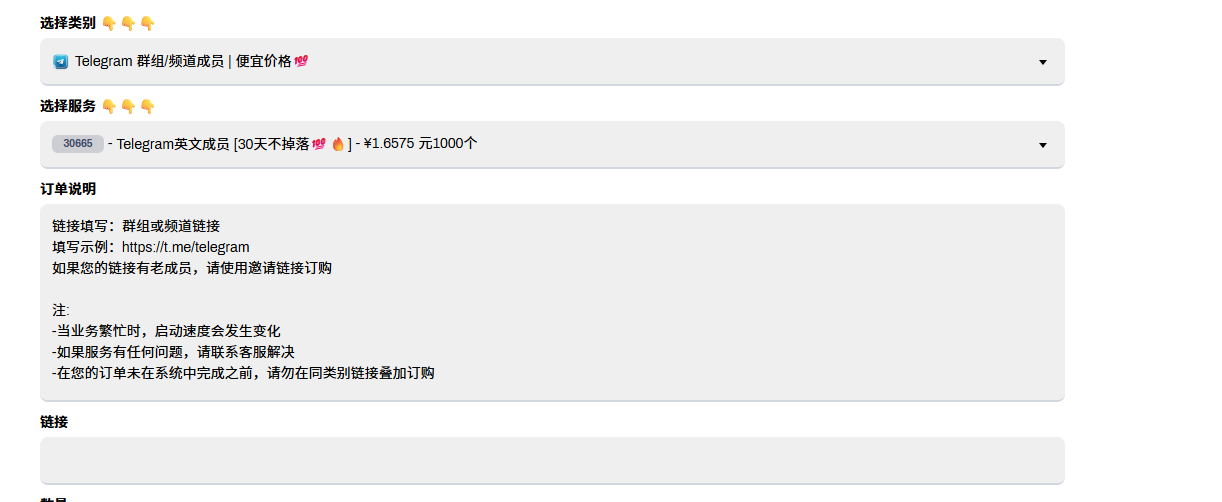 选择类别 👇👇👇
Telegram 群组/频道成员 | 便宜价格💯
选择服务 👇👇👇
30665 - Telegram英文成员 [30天不掉落💯🔥] - ¥1.6575 元1000个
订单说明
链接填写：群组或频道链接
填写示例：https://t.me/telegram
如果您的链接有老成员，请使用邀请链接订购
注:
-当业务繁忙时，启动速度会发生变化
-如果服务有任何问题，请联系客服解决
-在您的订单未在系统中完成之前，请勿在同类别链接叠加订购
链接